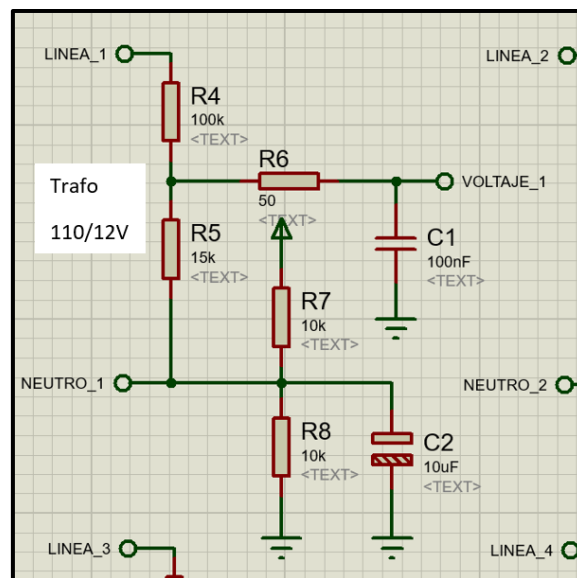 LINEA_1
LINEA_2
R4
100k
<TEXT>
R6
50
<TEXT>
VOLTAJE_1
Trafo
110/12V
R5
15k
<TEXT>
C1
100nF
<TEXT>
R7
10k
<TEXT>
NEUTRO_1
NEUTRO_2
R8
10k
<TEXT>
C2
10uF
<TEXT>
LINEA_3
LINEA_4